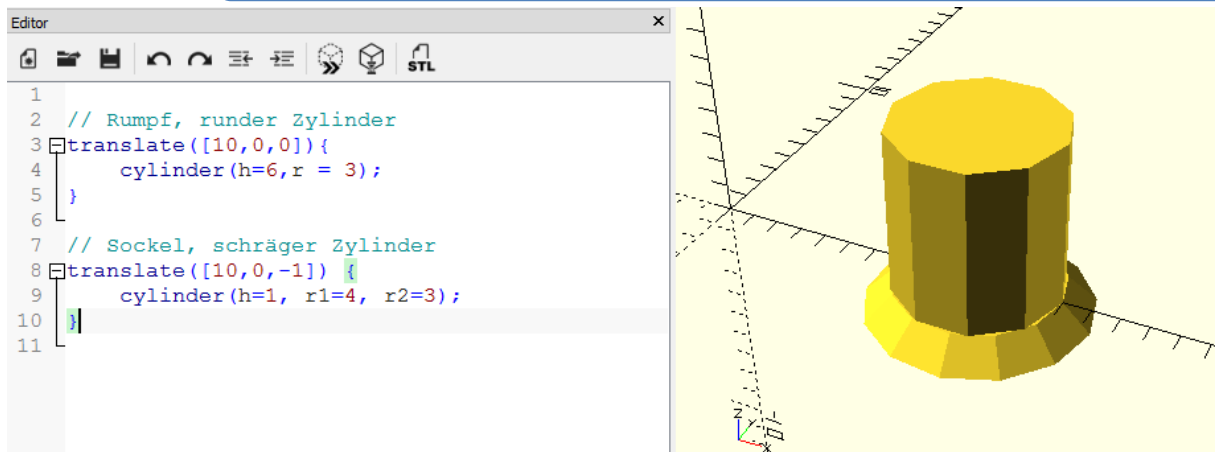 Editor
STL
1
2 // Rumpf, runder Zylinder
3 translate([10,0,0]){
4     cylinder(h=6,r = 3);
5 }
6
7 // Sockel, schräger Zylinder
8 translate([10,0,-1]) {
9     cylinder(h=1, r1=4, r2=3);
10 }
11
Z
Y
X